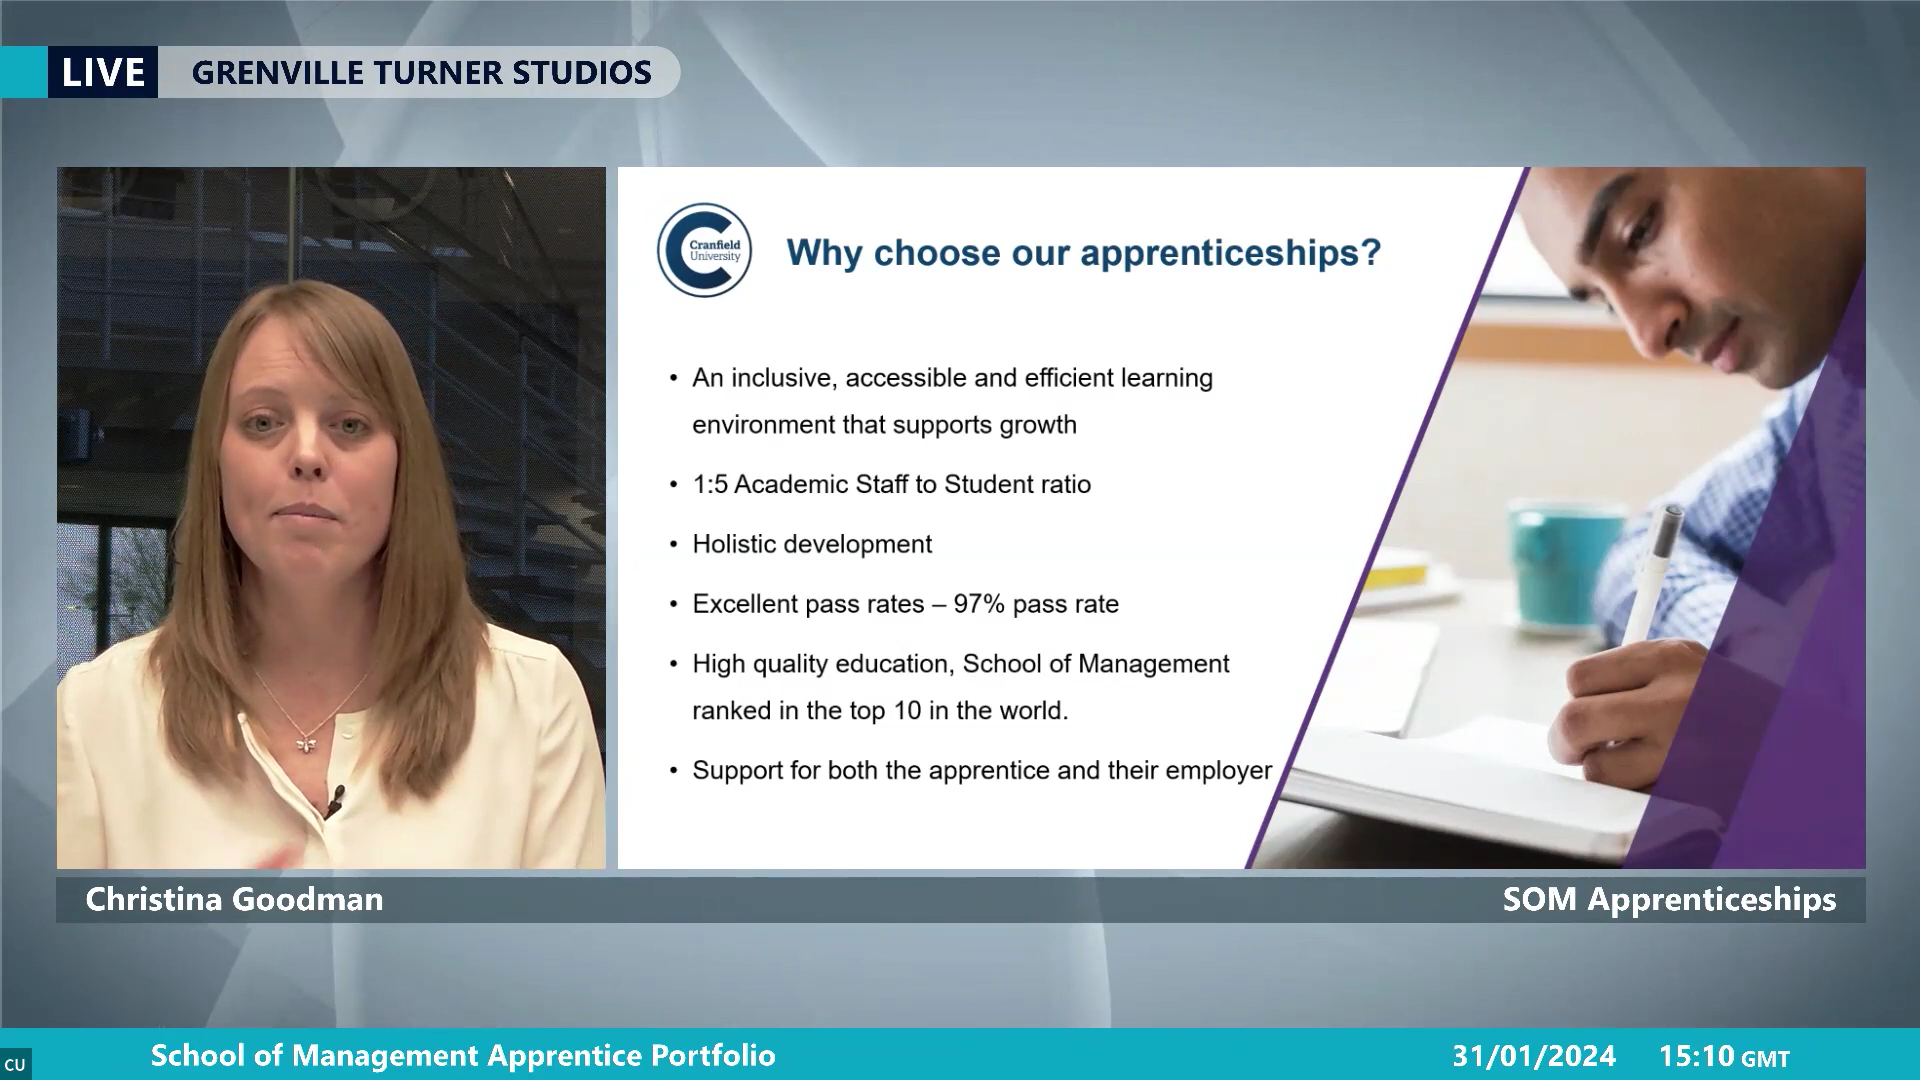 LIVE
GRENVILLE TURNER STUDIOS
Cranfield
University
Why choose our apprenticeships?
• An inclusive, accessible and efficient learning
environment that supports growth
• 1:5 Academic Staff to Student ratio
• Holistic development
• Excellent pass rates – 97% pass rate
• High quality education, School of Management
ranked in the top 10 in the world.
• Support for both the apprentice and their employer
Christina Goodman
SOM Apprenticeships
CU
School of Management Apprentice Portfolio
31/01/2024 15:10 GMT